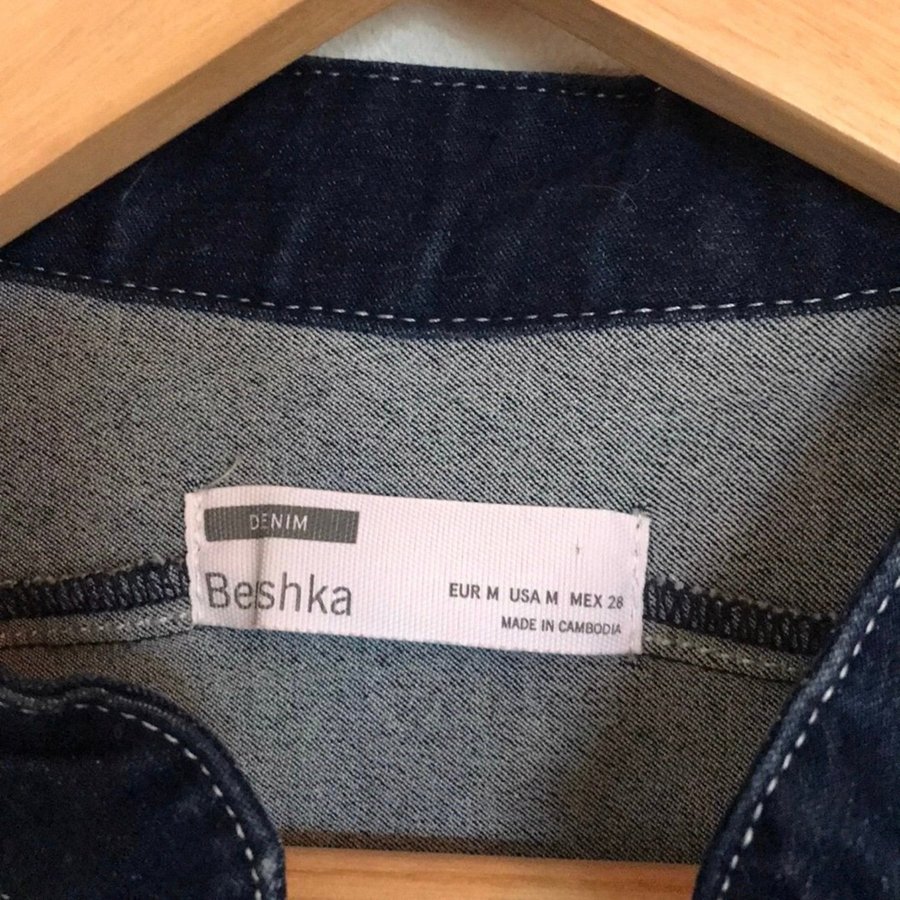 DENIM
Beshka
EUR M USA M MEX 28
MADE IN CAMBODIA